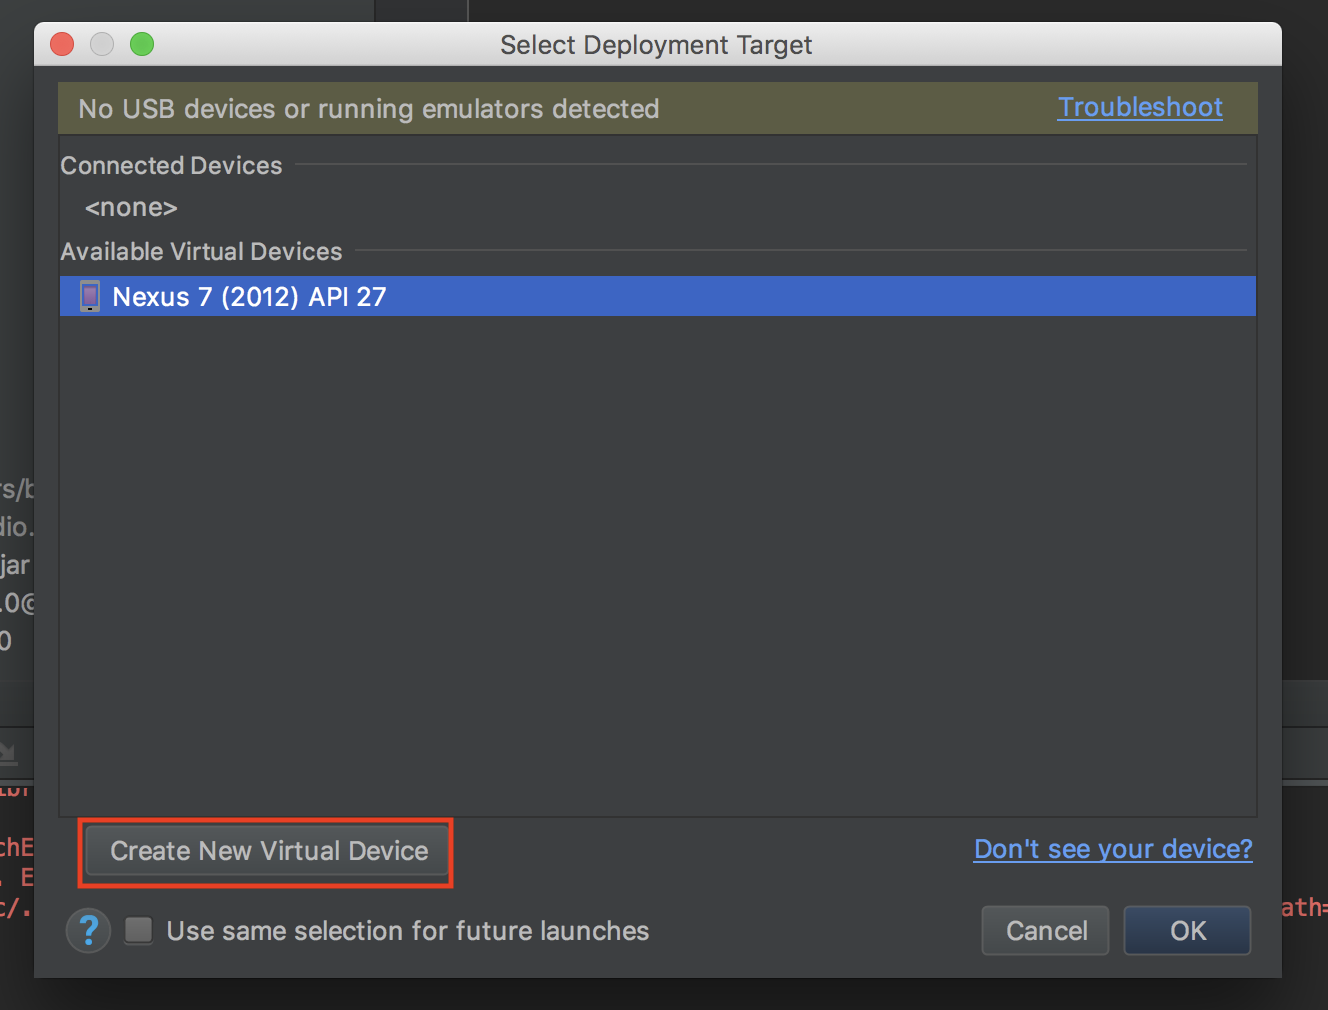 Select Deployment Target
No USB devices or running emulators detected
Troubleshoot
Connected Devices
<none>
Available Virtual Devices
Nexus 7 (2012) API 27
rs/b
dio.
jar
.0@
0
chE
. E
c/.
ath=
Create New Virtual Device
Don't see your device?
?
Use same selection for future launches
Cancel
OK